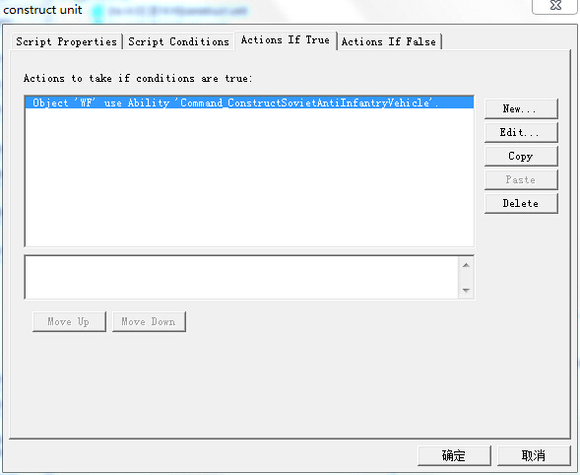 construct unit
Script Properties
Script Conditions
Actions If True
Actions If False
Actions to take if conditions are true:
Object 'WF' use Ability 'Command_ConstructSovietAntiInfantryVehicle'.
New...
Edit...
Copy
Paste
Delete
Move Up
Move Down
确定
取消